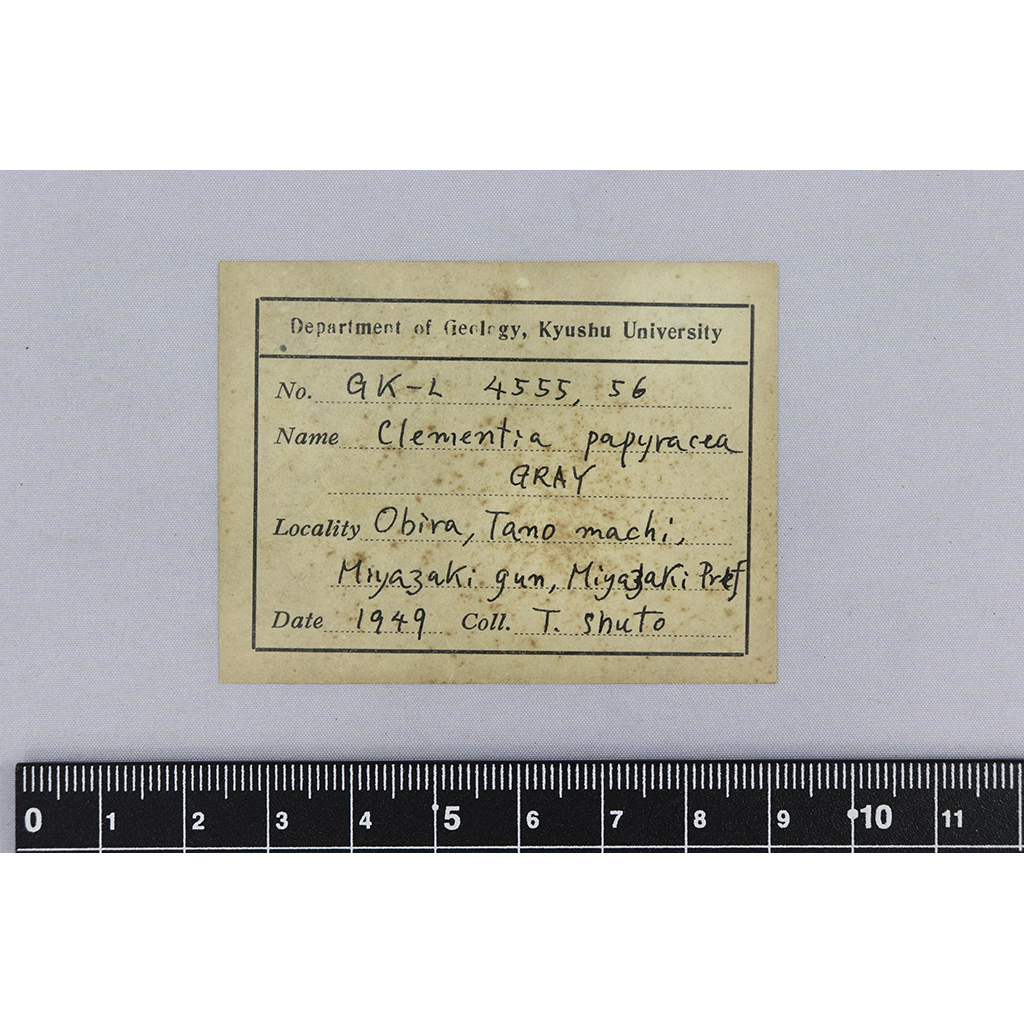 Department of Geology, Kyushu University
No. GK-L 4555, 56
Name Clementia papyracea
GRAY
Locality Obira, Tano machi,
Miyazaki gun, Miyazaki Pref
Date 1949 Coll. T. Shuto
0 1 2 3 4 5 6 7 8 9 10 11